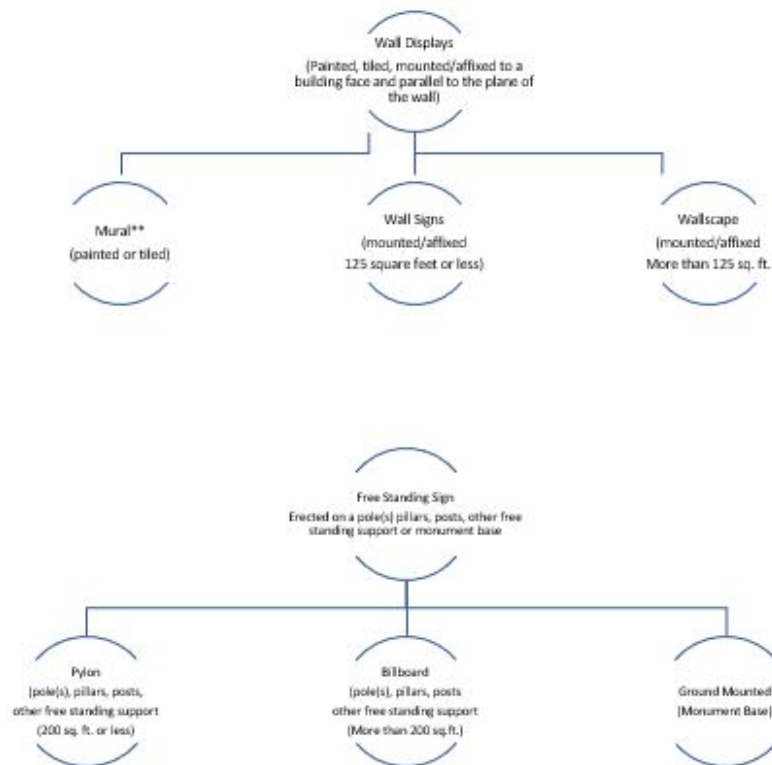 Wall Displays
(Painted, tiled, mounted/affixed to a
building face and parallel to the plane of
the wall)
Mural**
(painted or tiled)
Wall Signs
(mounted/affixed
125 square feet or less)
Wallscape
(mounted/affixed
More than 125 sq. ft.
Free Standing Sign
Erected on a pole(s) pillars, posts, other free
standing support or monument base
Pylon
(pole(s), pillars, posts,
other free standing support
(200 sq. ft. or less)
Billboard
(pole(s), pillars, posts
other free standing support
(More than 200 sq.ft.)
Ground Mounted
(Monument Base)